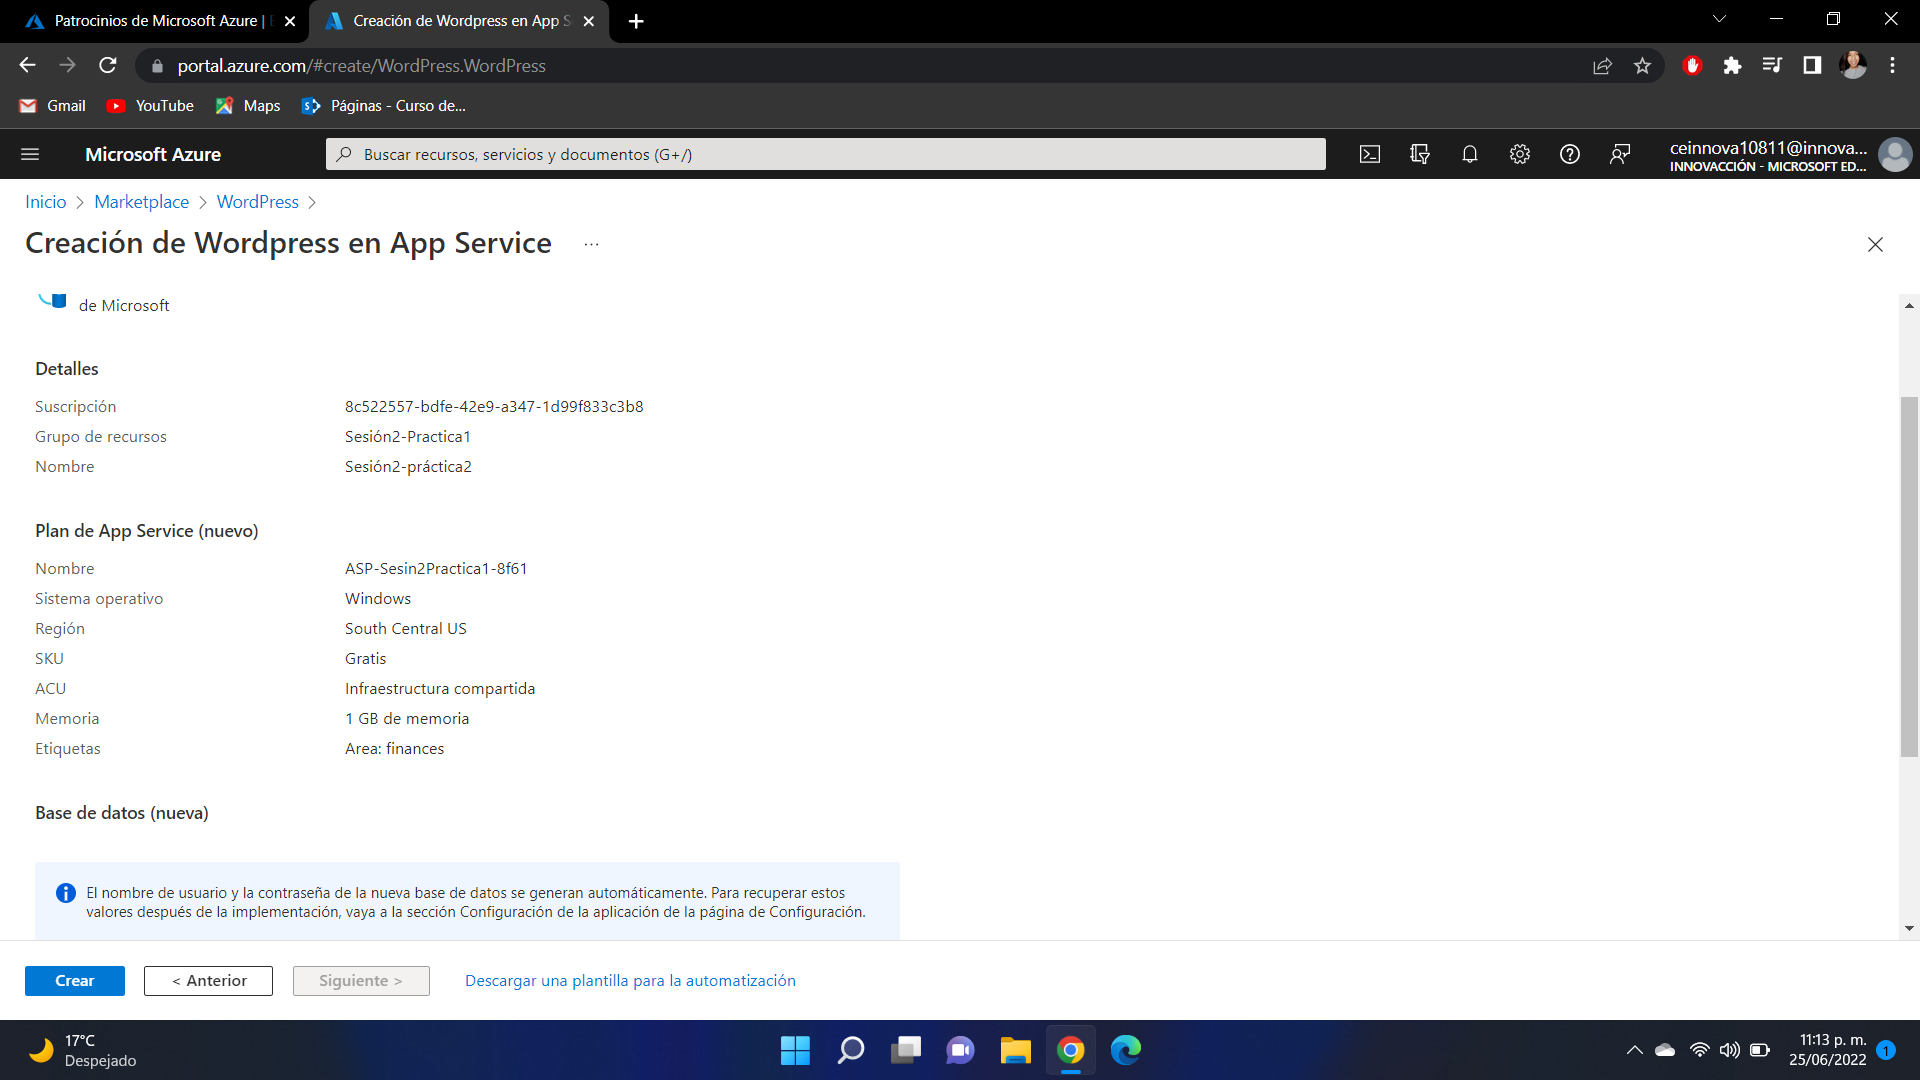 Patrocinios de Microsoft Azure |
Creación de Wordpress en App S
portal.azure.com/#create/WordPress.WordPress
Gmail
YouTube
Maps
Páginas - Curso de...
Microsoft Azure
Buscar recursos, servicios y documentos (G+/)
ceinnova10811@innova...
INNOVACCIÓN - MICROSOFT ED...
Inicio > Marketplace > WordPress >
Creación de Wordpress en App Service ...
de Microsoft
Detalles
Suscripción 8c522557-bdfe-42e9-a347-1d99f833c3b8
Grupo de recursos Sesión2-Practica1
Nombre Sesión2-práctica2
Plan de App Service (nuevo)
Nombre ASP-Sesin2Practica1-8f61
Sistema operativo Windows
Región South Central US
SKU Gratis
ACU Infraestructura compartida
Memoria 1 GB de memoria
Etiquetas Area: finances
Base de datos (nueva)
El nombre de usuario y la contraseña de la nueva base de datos se generan automáticamente. Para recuperar estos
valores después de la implementación, vaya a la sección Configuración de la aplicación de la página de Configuración.
Crear
< Anterior
Siguiente >
Descargar una plantilla para la automatización
17°C
Despejado
11:13 p. m.
25/06/2022
1